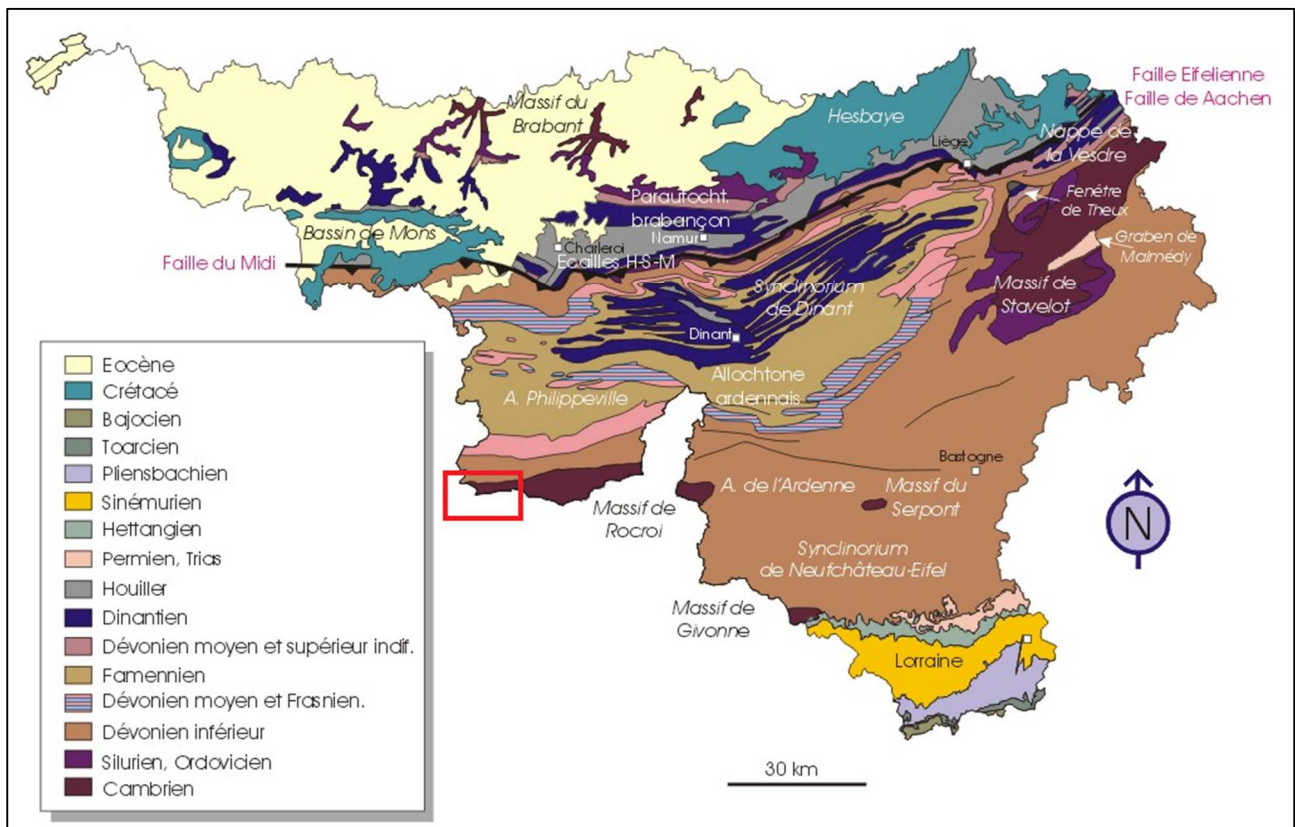 Massif du
Brabant
Hesbaye
Faille Eifelienne
Faille de Aachen
Liège
Nappe de
la Vesdre
Parautocht.
brabançon
Fenêtre
de Theux
Bassin de Mons
Namur
Charleroi
Ecailles H-S-M
Graben de
Malmédy
Faille du Midi
Massif de
Stavelot
Synclinorium
de Dinant
Dinant
Allochtone
ardennais
A. Philippeville
Bastogne
A. de l'Ardenne
Massif du
Serpont
Massif de
Rocroi
N
Synclinorium
de Neufchâteau-Eifel
Massif de
Givonne
Lorraine
30 km
Eocène
Crétacé
Bajocien
Toarcien
Pliensbachien
Sinémurien
Hettangien
Permien, Trias
Houiller
Dinantien
Dévonien moyen et supérieur indif.
Famennien
Dévonien moyen et Frasnien.
Dévonien inférieur
Silurien, Ordovicien
Cambrien